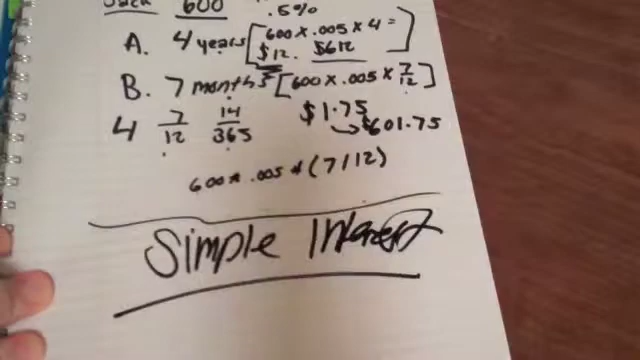 600 .5%
A. 4 years [600 x .005 x 4 =
$12. $612]
B. 7 months [600 x .005 x 7/12]
4 7/12 14/365 $1.75
→$601.75
600 * .005 * (7/12)
Simple Interest